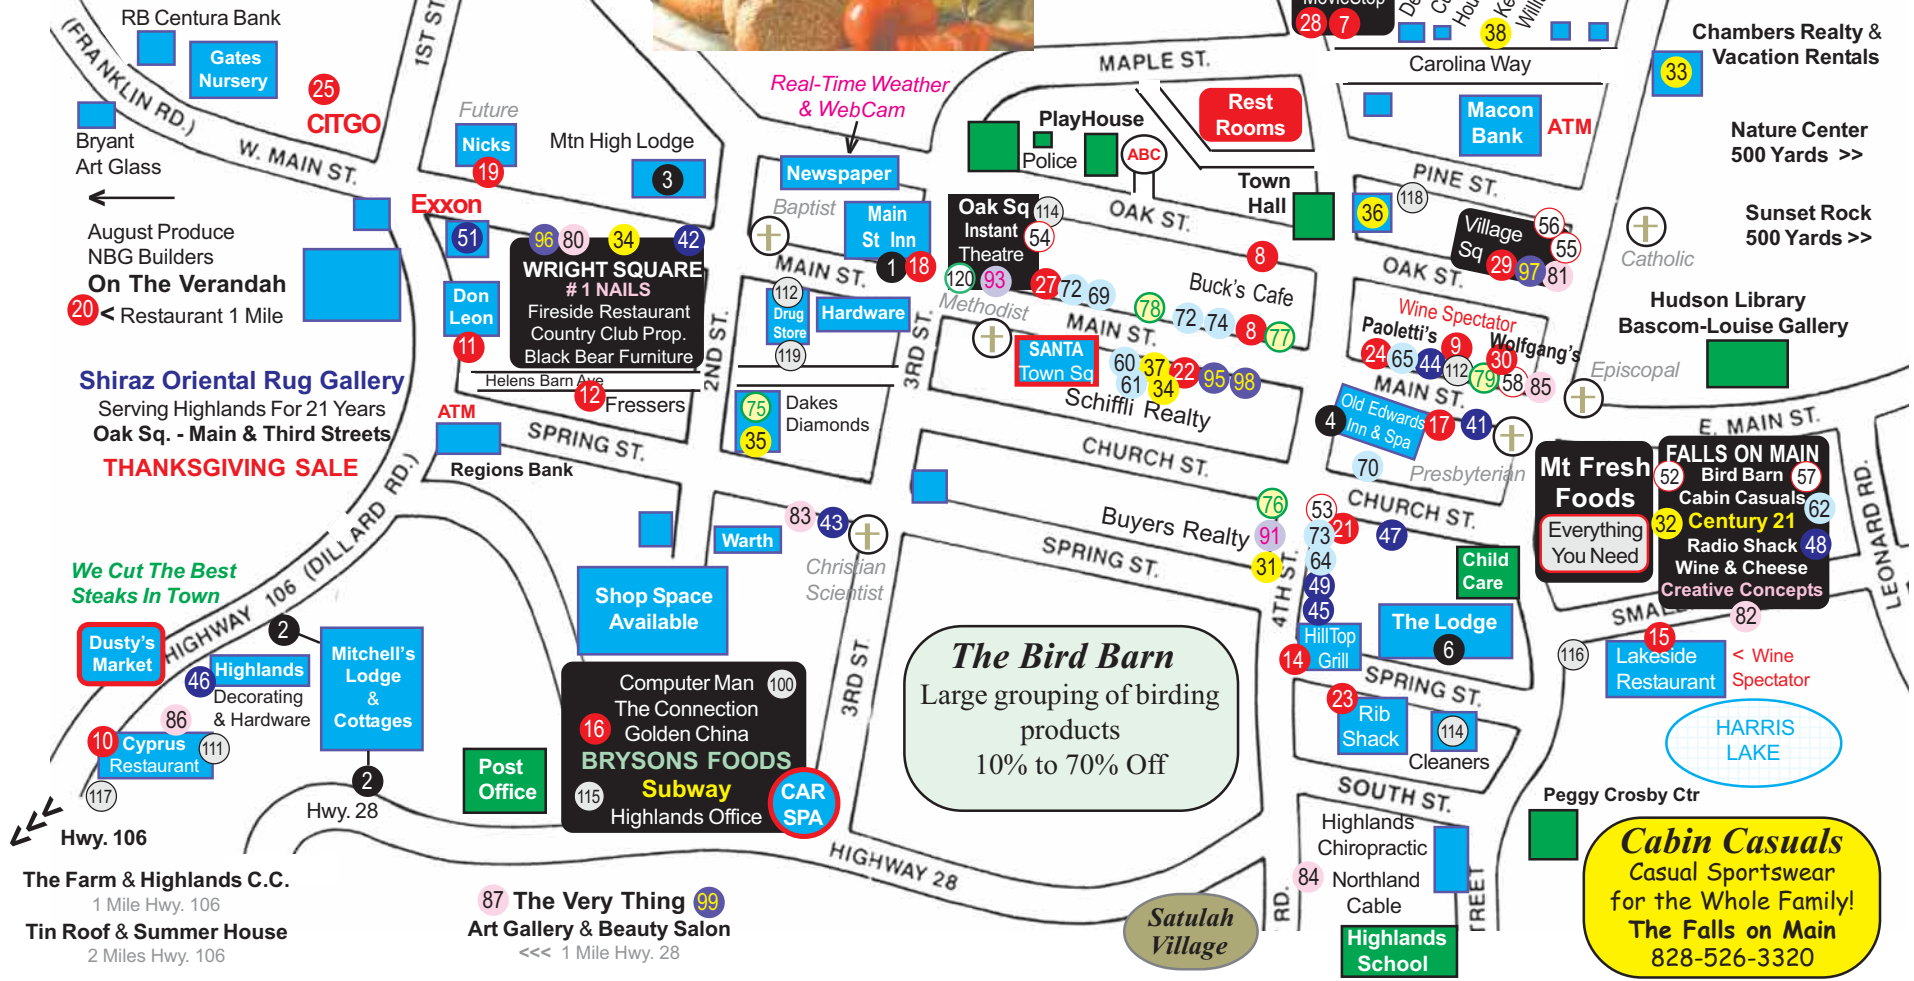 RB Centura Bank
Gates
Nursery
25
CITGO
1ST ST.
(FRANKLIN RD.)
W. MAIN ST.
Bryant
Art Glass
August Produce
NBG Builders
On The Verandah
20 < Restaurant 1 Mile
Shiraz Oriental Rug Gallery
Serving Highlands For 21 Years
Oak Sq. - Main & Third Streets
THANKSGIVING SALE
Future
Nicks
19
Mtn High Lodge
3
Exxon
51
96 80 34 42
WRIGHT SQUARE
# 1 NAILS
Fireside Restaurant
Country Club Prop.
Black Bear Furniture
Don
Leon
11
Helens Barn Ave
12
Fressers
2ND ST.
ATM
SPRING ST.
Regions Bank
Real-Time Weather
& WebCam
Newspaper
Baptist
Main
St Inn
1 18
MAIN ST.
112
Drug
Store
119
Hardware
3RD ST.
75
35
Dakes
Diamonds
MAPLE ST.
PlayHouse
Police
ABC
Rest
Rooms
Town
Hall
OAK ST.
Oak Sq 114
Instant 54
Theatre
120 93 27 72 69
Methodist
78
MAIN ST.
72 74 8 77
8
Buck's Cafe
SANTA
Town Sq
60 37 22 95 98
61 34
Schiffli Realty
CHURCH ST.
MovieStop
28 7
38
Carolina Way
Macon
Bank
ATM
PINE ST.
36
118
Village
Sq
56
55
29 97 81
OAK ST.
Wine Spectator
Paoletti's
Wolfgang's
24 65 44 9 112 30 79 58 85
MAIN ST.
Old Edwards
Inn & Spa
4 17 41
70
Presbyterian
Episcopal
Chambers Realty &
Vacation Rentals
33
Nature Center
500 Yards >>
Sunset Rock
500 Yards >>
Catholic
Hudson Library
Bascom-Louise Gallery
E. MAIN ST.
LEONARD RD.
Mt Fresh
Foods
Everything
You Need
FALLS ON MAIN
52 Bird Barn 57
Cabin Casuals 62
32 Century 21
Radio Shack 48
Wine & Cheese
Creative Concepts
82
CHURCH ST.
76
53
91 73 21 47
Buyers Realty
31 64
49
45
4TH ST.
Child
Care
HillTop
Grill
14
The Lodge
6
SPRING ST.
SPRING ST.
23
Rib
Shack
114
Cleaners
SOUTH ST.
116
15
Lakeside
Restaurant
< Wine
Spectator
HARRIS
LAKE
83 43
Warth
Christian
Scientist
Shop Space
Available
3RD ST.
We Cut The Best
Steaks In Town
HIGHWAY 106 (DILLARD RD.)
Dusty's
Market
2
Mitchell's
Lodge
&
Cottages
2
Hwy. 28
46
Highlands
Decorating
& Hardware
86
10
Cyprus
Restaurant
111
117
Hwy. 106
The Farm & Highlands C.C.
1 Mile Hwy. 106
Tin Roof & Summer House
2 Miles Hwy. 106
Post
Office
Computer Man 100
The Connection
16 Golden China
BRYSONS FOODS
Subway
115
Highlands Office
CAR
SPA
HIGHWAY 28
87 The Very Thing 99
Art Gallery & Beauty Salon
<<< 1 Mile Hwy. 28
The Bird Barn
Large grouping of birding
products
10% to 70% Off
Satulah
Village
RD.
Highlands
Chiropractic
84 Northland
Cable
Highlands
School
Peggy Crosby Ctr
Cabin Casuals
Casual Sportswear
for the Whole Family!
The Falls on Main
828-526-3320